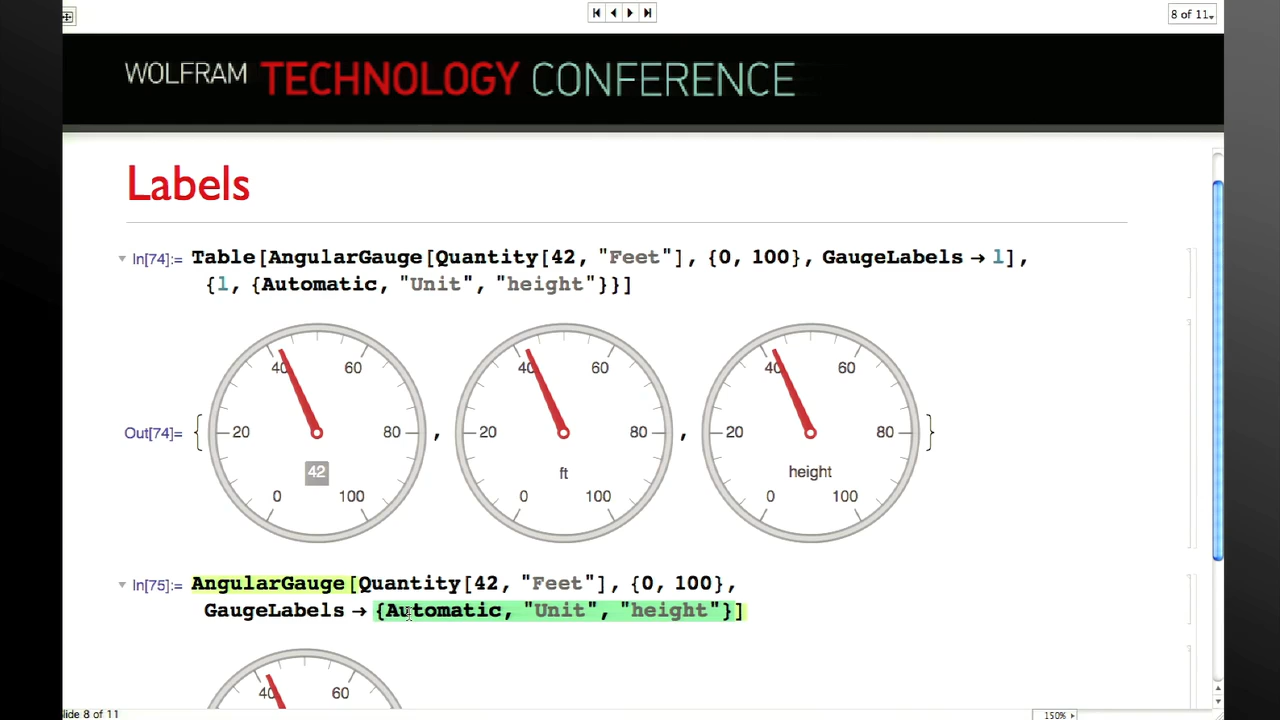 8 of 11
WOLFRAM TECHNOLOGY CONFERENCE
Labels
In[74]:= Table[AngularGauge[Quantity[42, "Feet"], {0, 100}, GaugeLabels → l],
{l, {Automatic, "Unit", "height"}}]
40 60 40 60 40 60
Out[74]= { 20 80 , 20 80 , 20 80 }
42 ft height
0 100 0 100 0 100
In[75]:= AngularGauge[Quantity[42, "Feet"], {0, 100},
GaugeLabels → {Automatic, "Unit", "height"}]
40 60
lide 8 of 11
150%